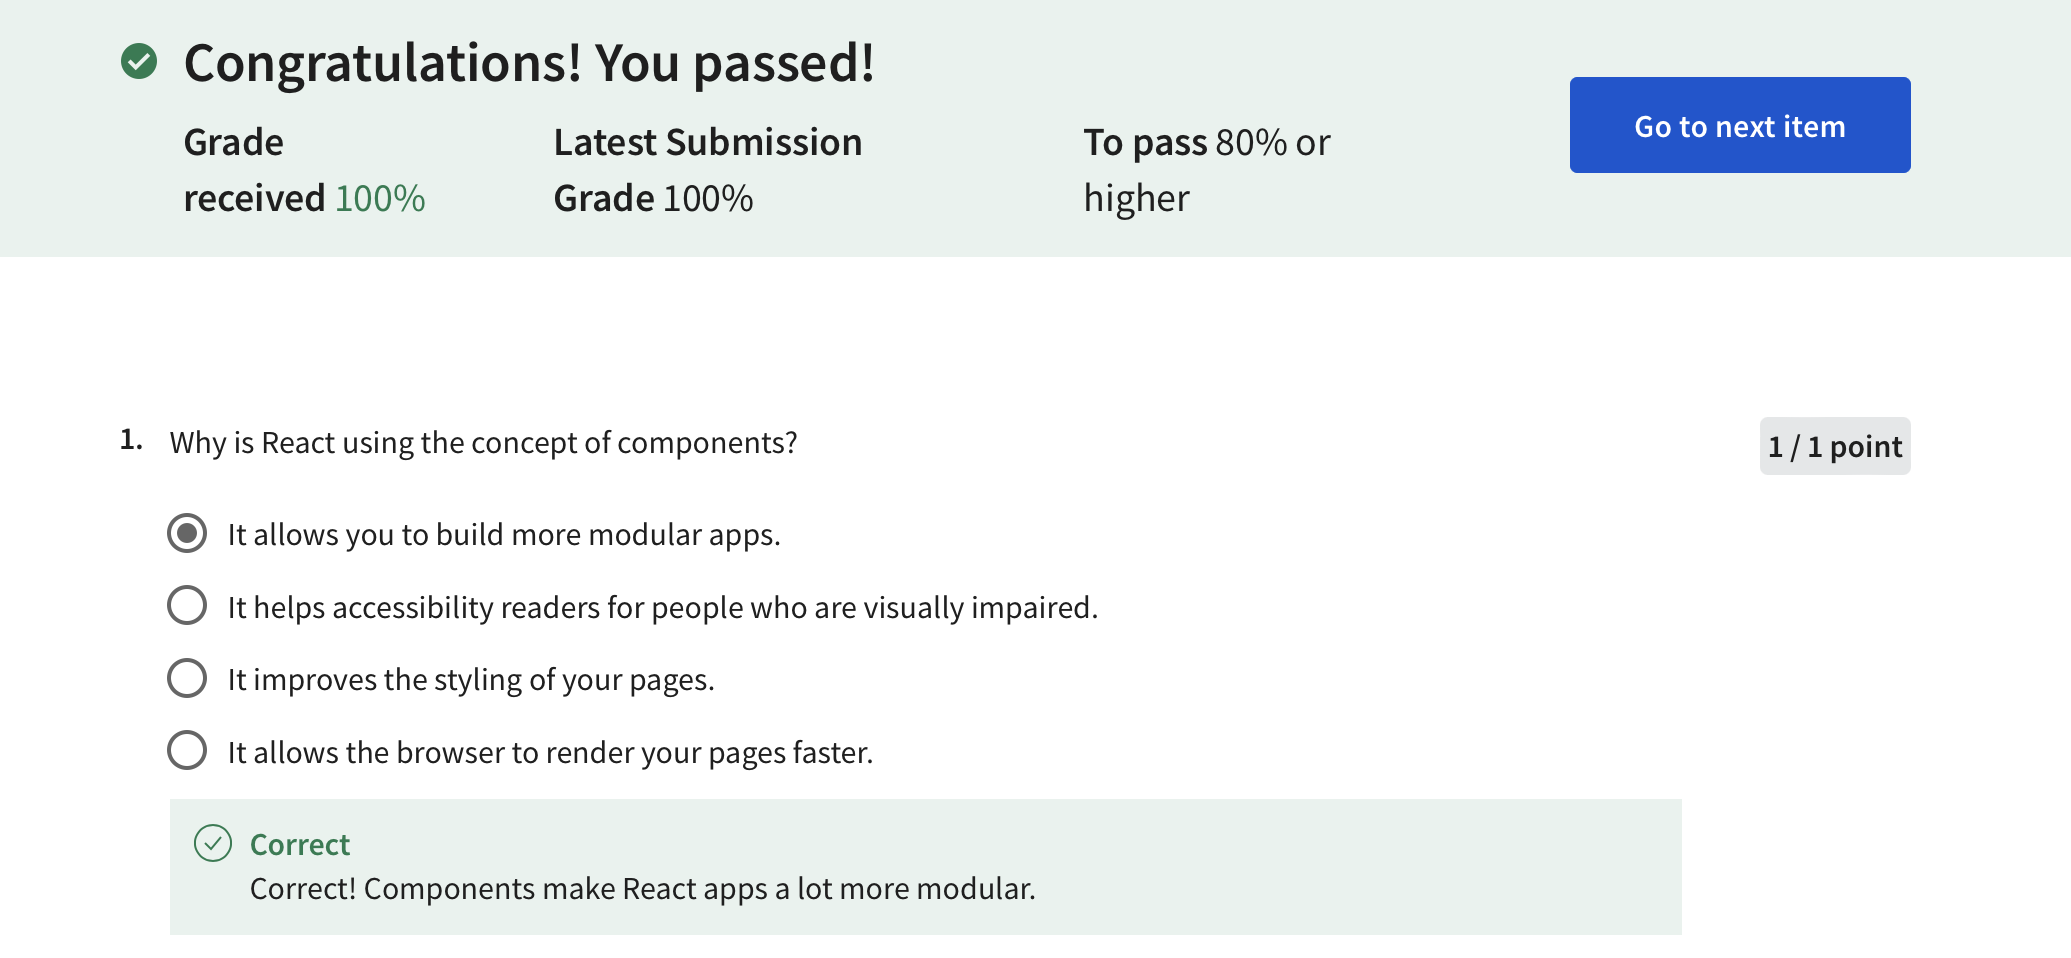 Congratulations! You passed!
Grade
received 100%
Latest Submission
Grade 100%
To pass 80% or
higher
Go to next item
1. Why is React using the concept of components?
1 / 1 point
It allows you to build more modular apps.
It helps accessibility readers for people who are visually impaired.
It improves the styling of your pages.
It allows the browser to render your pages faster.
Correct
Correct! Components make React apps a lot more modular.